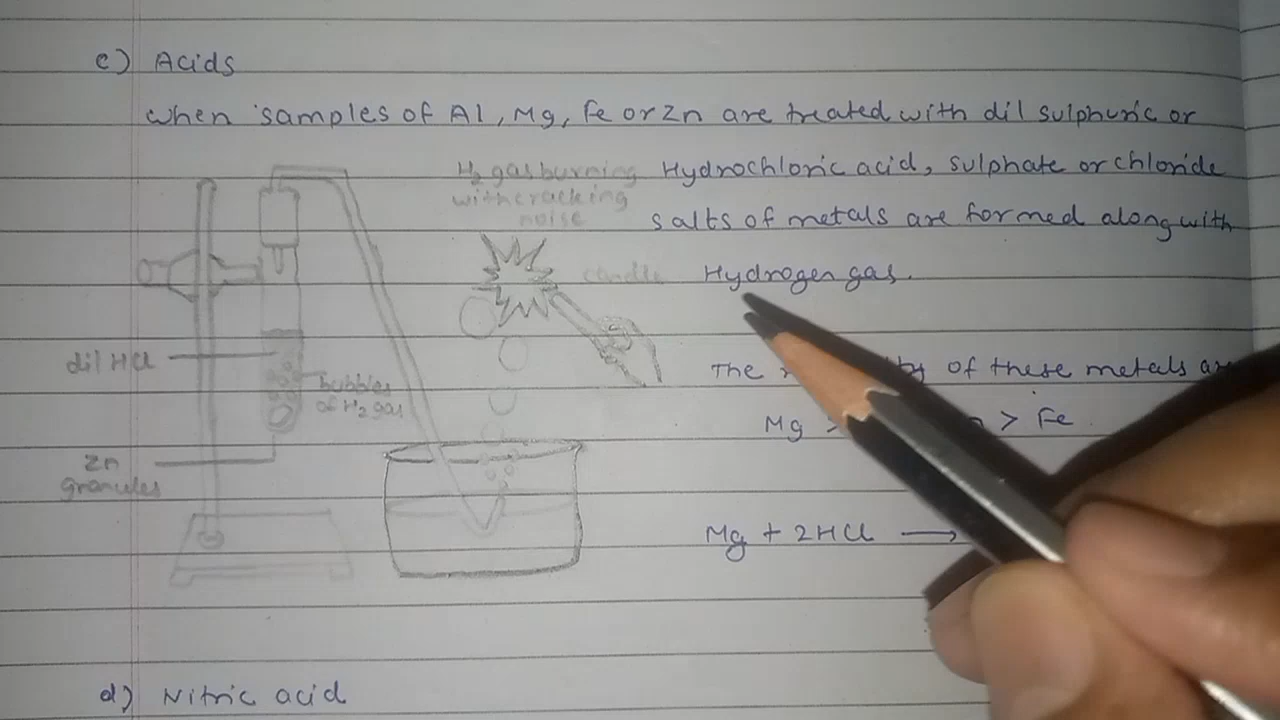 c) Acids
When samples of Al, Mg, Fe or Zn are treated with dil sulphuric or
Hydrochloric acid, sulphate or chloride
salts of metals are formed along with
Hydrogen gas.
H2 gas burning
with cracking
noise
candle
dil HCl
bubbles
of H2 gas
Zn
granules
The of these metals are
Mg > > Fe
Mg + 2HCl →
d) Nitric acid